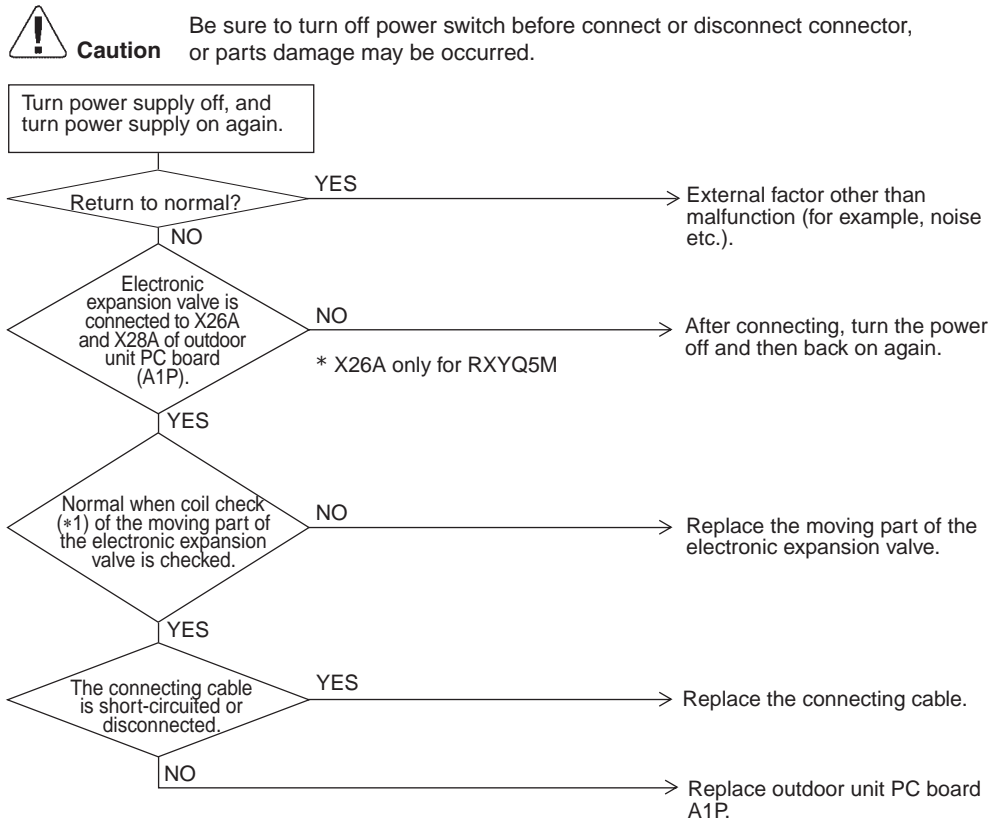 Caution
Be sure to turn off power switch before connect or disconnect connector,
or parts damage may be occurred.
Turn power supply off, and
turn power supply on again.
Return to normal?
YES
External factor other than
malfunction (for example, noise
etc.).
NO
Electronic
expansion valve is
connected to X26A
and X28A of outdoor
unit PC board
(A1P).
NO
* X26A only for RXYQ5M
After connecting, turn the power
off and then back on again.
YES
Normal when coil check
(*1) of the moving part of
the electronic expansion
valve is checked.
NO
Replace the moving part of the
electronic expansion valve.
YES
The connecting cable
is short-circuited or
disconnected.
YES
Replace the connecting cable.
NO
Replace outdoor unit PC board
A1P.